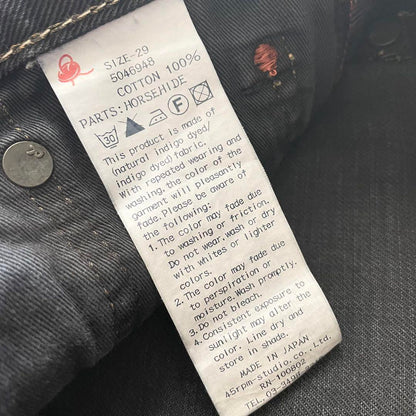 SIZE-29
5046948
COTTON 100%
PARTS: HORSEHIDE
30
F
This product is made of
(natural indigo dyed/
indigo dyed) fabric.
With repeated wearing and
washing, the color of the
garment will pleasantly
fade. Please be aware of
the following:
1. The color may fade due
to washing or friction.
Do not wear, wash or dry
with whites or lighter
colors.
2. The color may fade due
to perspiration or
moisture. Wash promptly.
3. Do not bleach.
4. Consistent exposure to
sunlight may alter the
color. Line dry and
store in shade.
MADE IN JAPAN
45rpm-studio.co.,Ltd.
RN-100802
TEL 03-